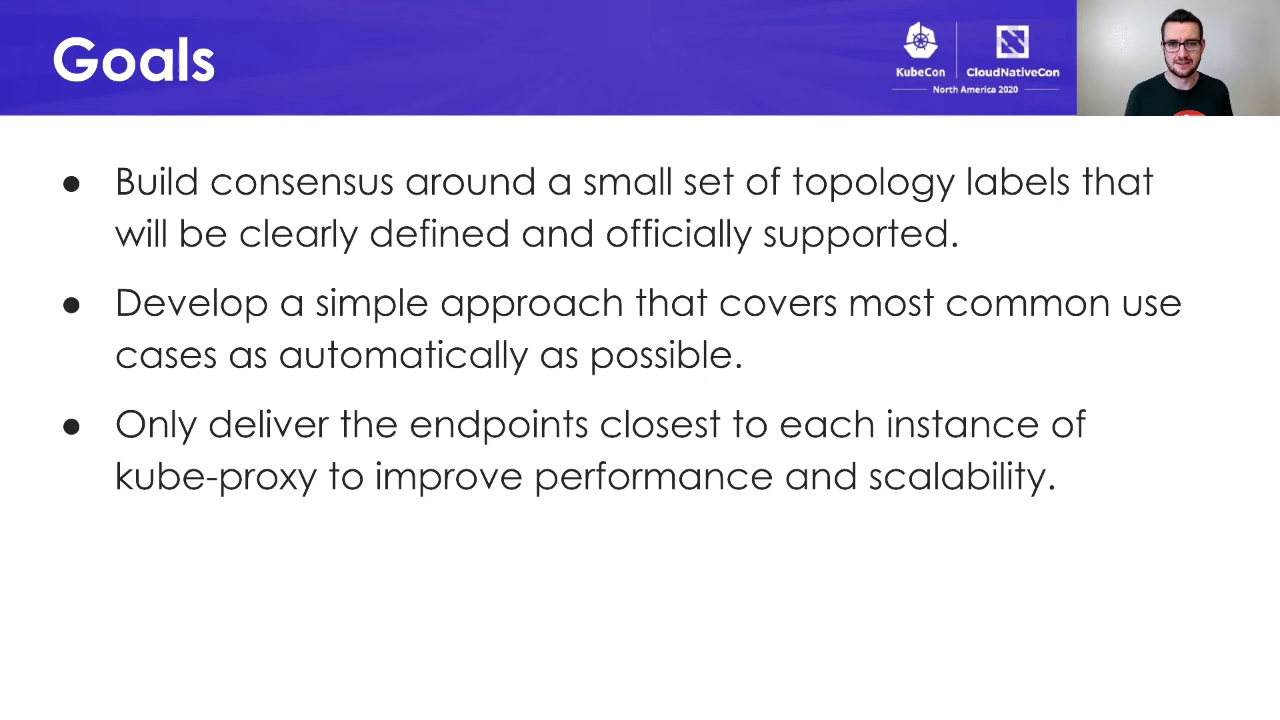 Goals
KubeCon
CloudNativeCon
North America 2020
● Build consensus around a small set of topology labels that
will be clearly defined and officially supported.
● Develop a simple approach that covers most common use
cases as automatically as possible.
● Only deliver the endpoints closest to each instance of
kube-proxy to improve performance and scalability.